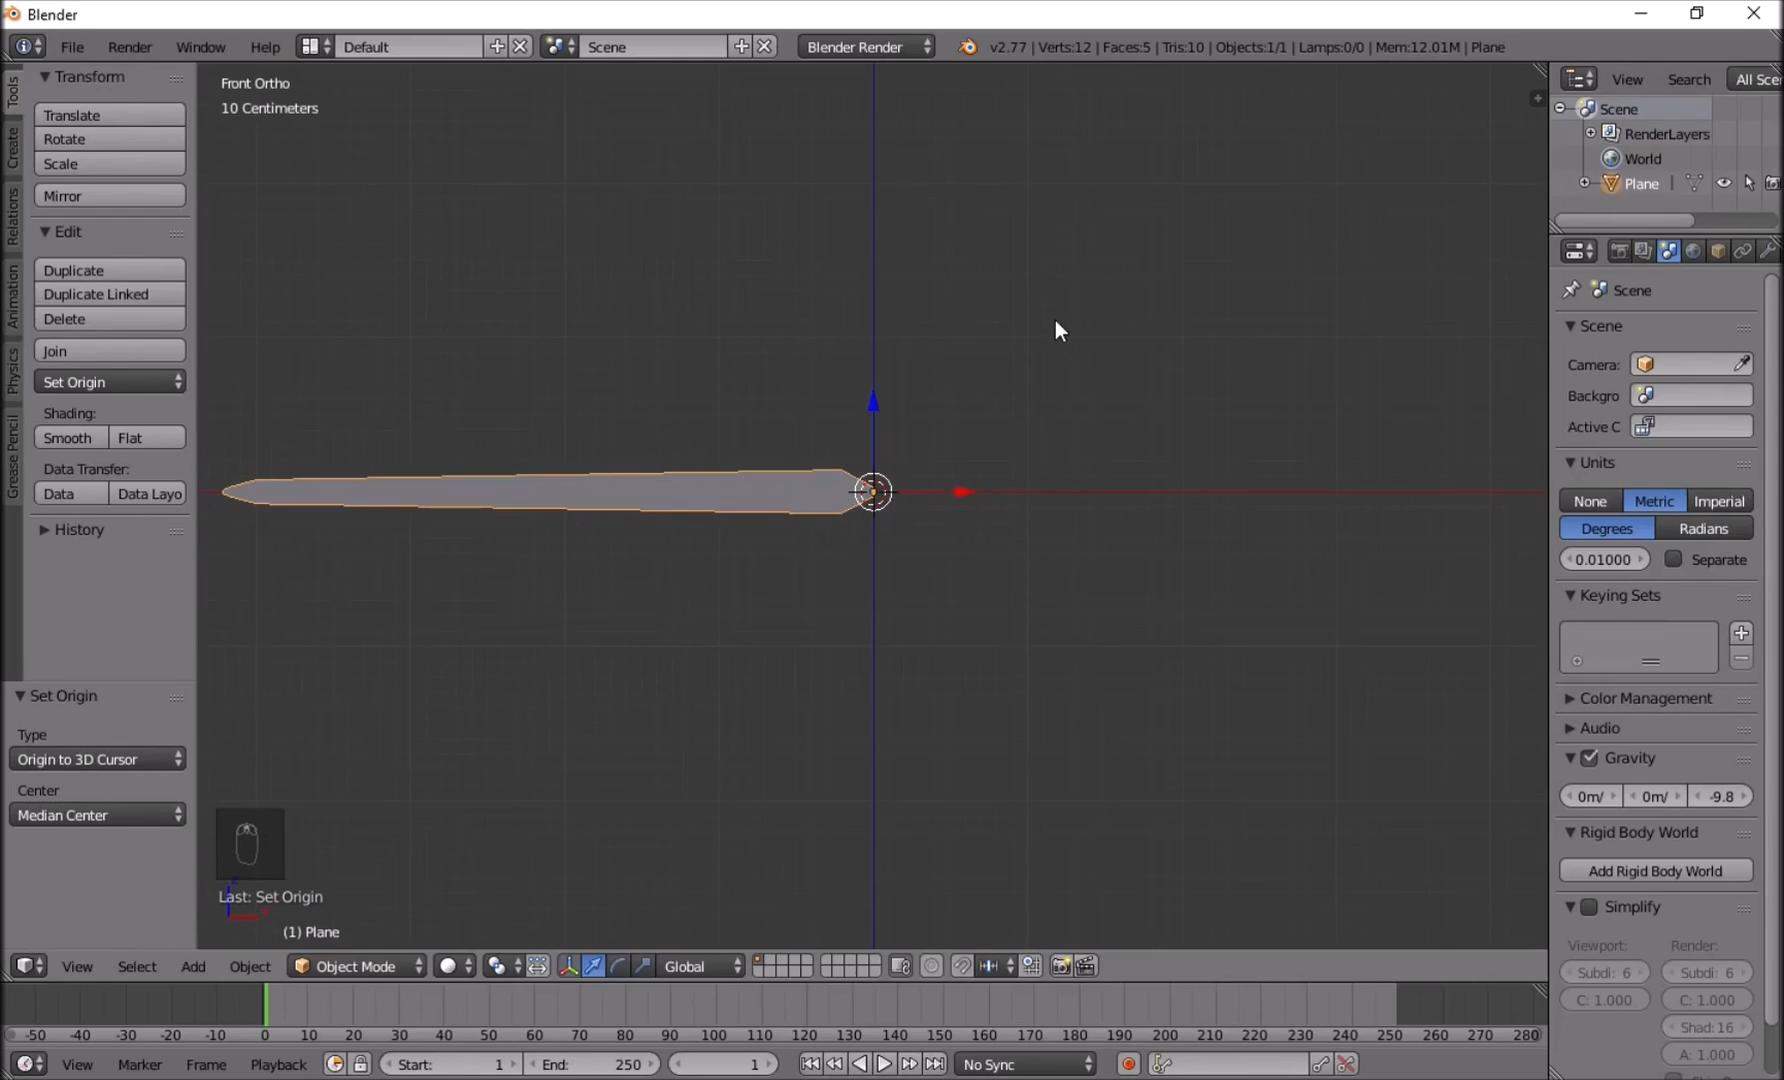 Blender
File Render Window Help Default Scene Blender Render v2.77 | Verts:12 | Faces:5 | Tris:10 | Objects:1/1 | Lamps:0/0 | Mem:12.01M | Plane
Tools
Create
Relations
Animation
Physics
Grease Pencil
Transform
Translate
Rotate
Scale
Mirror
Edit
Duplicate
Duplicate Linked
Delete
Join
Set Origin
Shading:
Smooth Flat
Data Transfer:
Data Data Layo
History
Set Origin
Type
Origin to 3D Cursor
Center
Median Center
Front Ortho
10 Centimeters
Last: Set Origin
(1) Plane
View Search All Sce
Scene
RenderLayers
World
Plane
Scene
Scene
Camera:
Backgro
Active C
Units
None Metric Imperial
Degrees Radians
0.01000 Separate
Keying Sets
Color Management
Audio
Gravity
0m/ 0m/ -9.8
Rigid Body World
Add Rigid Body World
Simplify
Viewport: Render:
Subdi: 6 Subdi: 6
C: 1.000 C: 1.000
Shad: 16
A: 1.000
View Select Add Object Object Mode Global
-50 -40 -30 -20 -10 0 10 20 30 40 50 60 70 80 90 100 110 120 130 140 150 160 170 180 190 200 210 220 230 240 250 260 270 280
View Marker Frame Playback Start: 1 End: 250 1 No Sync